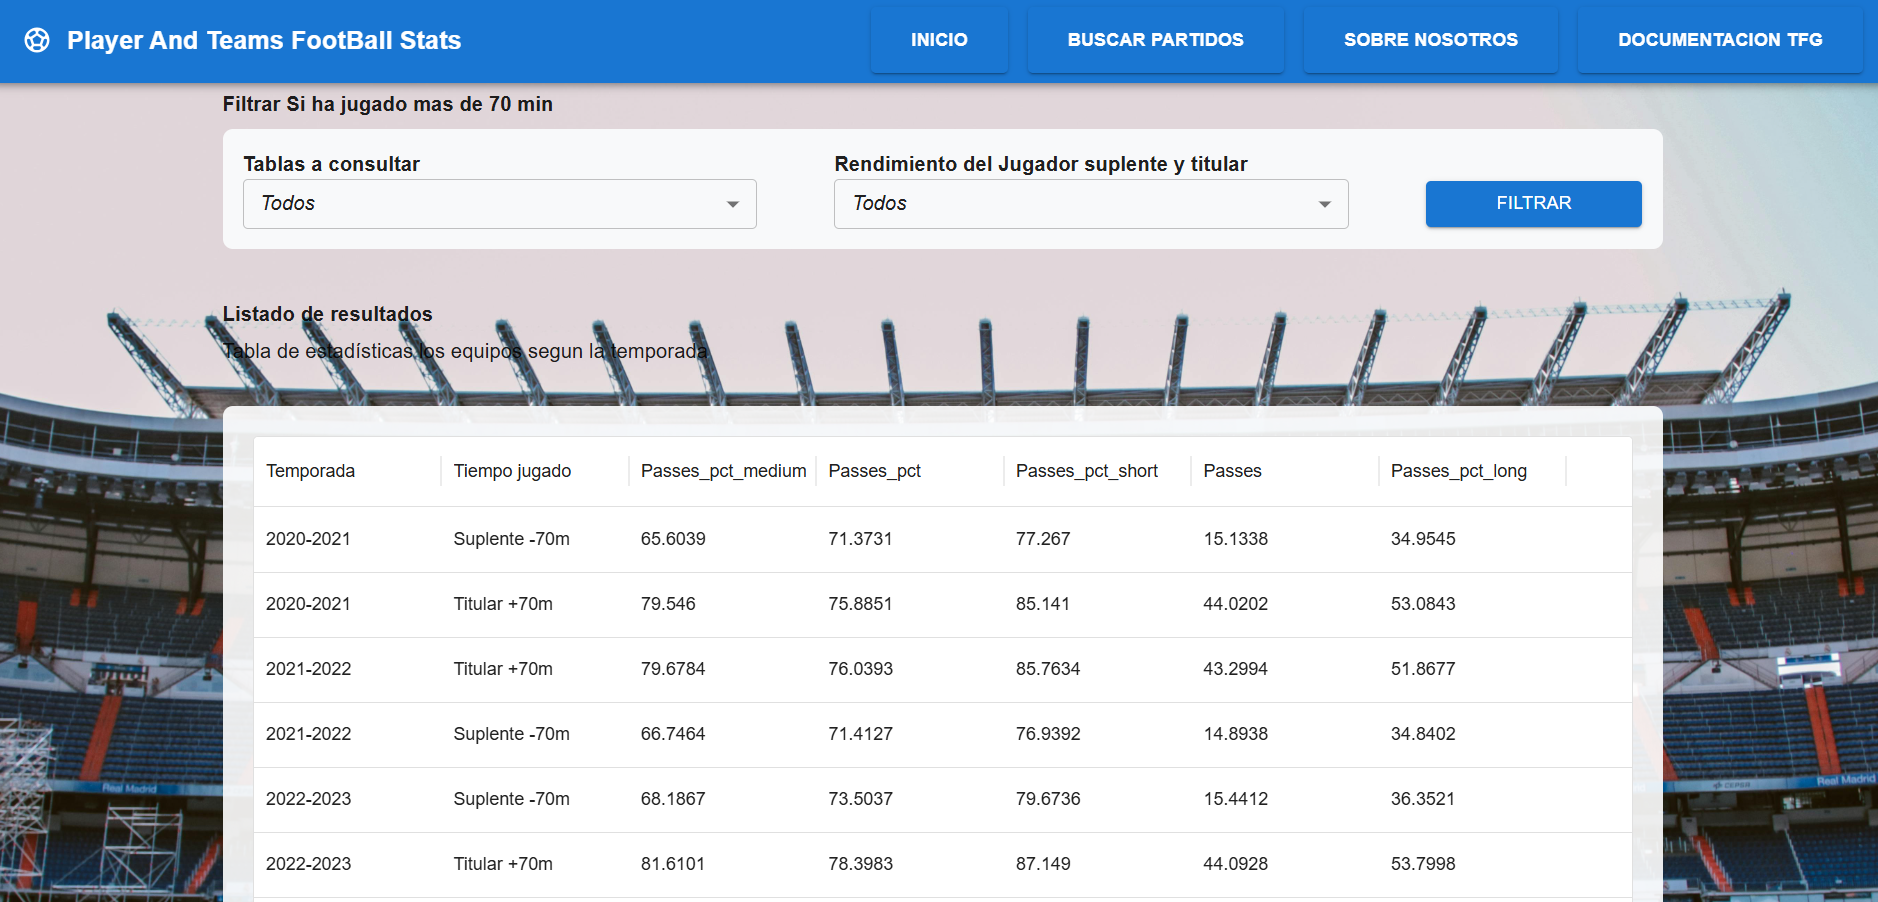 Player And Teams FootBall Stats
INICIO
BUSCAR PARTIDOS
SOBRE NOSOTROS
DOCUMENTACION TFG
Filtrar Si ha jugado mas de 70 min
Tablas a consultar
Rendimiento del Jugador suplente y titular
Todos
Todos
FILTRAR
Listado de resultados
Tabla de estadísticas los equipos segun la temporada
Temporada Tiempo jugado Passes_pct_medium Passes_pct Passes_pct_short Passes Passes_pct_long
2020-2021 Suplente -70m 65.6039 71.3731 77.267 15.1338 34.9545
2020-2021 Titular +70m 79.546 75.8851 85.141 44.0202 53.0843
2021-2022 Titular +70m 79.6784 76.0393 85.7634 43.2994 51.8677
2021-2022 Suplente -70m 66.7464 71.4127 76.9392 14.8938 34.8402
2022-2023 Suplente -70m 68.1867 73.5037 79.6736 15.4412 36.3521
2022-2023 Titular +70m 81.6101 78.3983 87.149 44.0928 53.7998
Real Madrid
Real Madrid